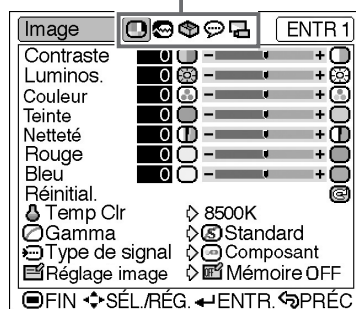 Image ENTR 1
Contraste 0 - +
Luminos. 0 - +
Couleur 0 - +
Teinte 0 - +
Netteté 0 - +
Rouge 0 - +
Bleu 0 - +
Réinitial.
Temp Clr 8500K
Gamma Standard
Type de signal Composant
Réglage image Mémoire OFF
FIN SÉL./RÉG. ENTR. PRÉC